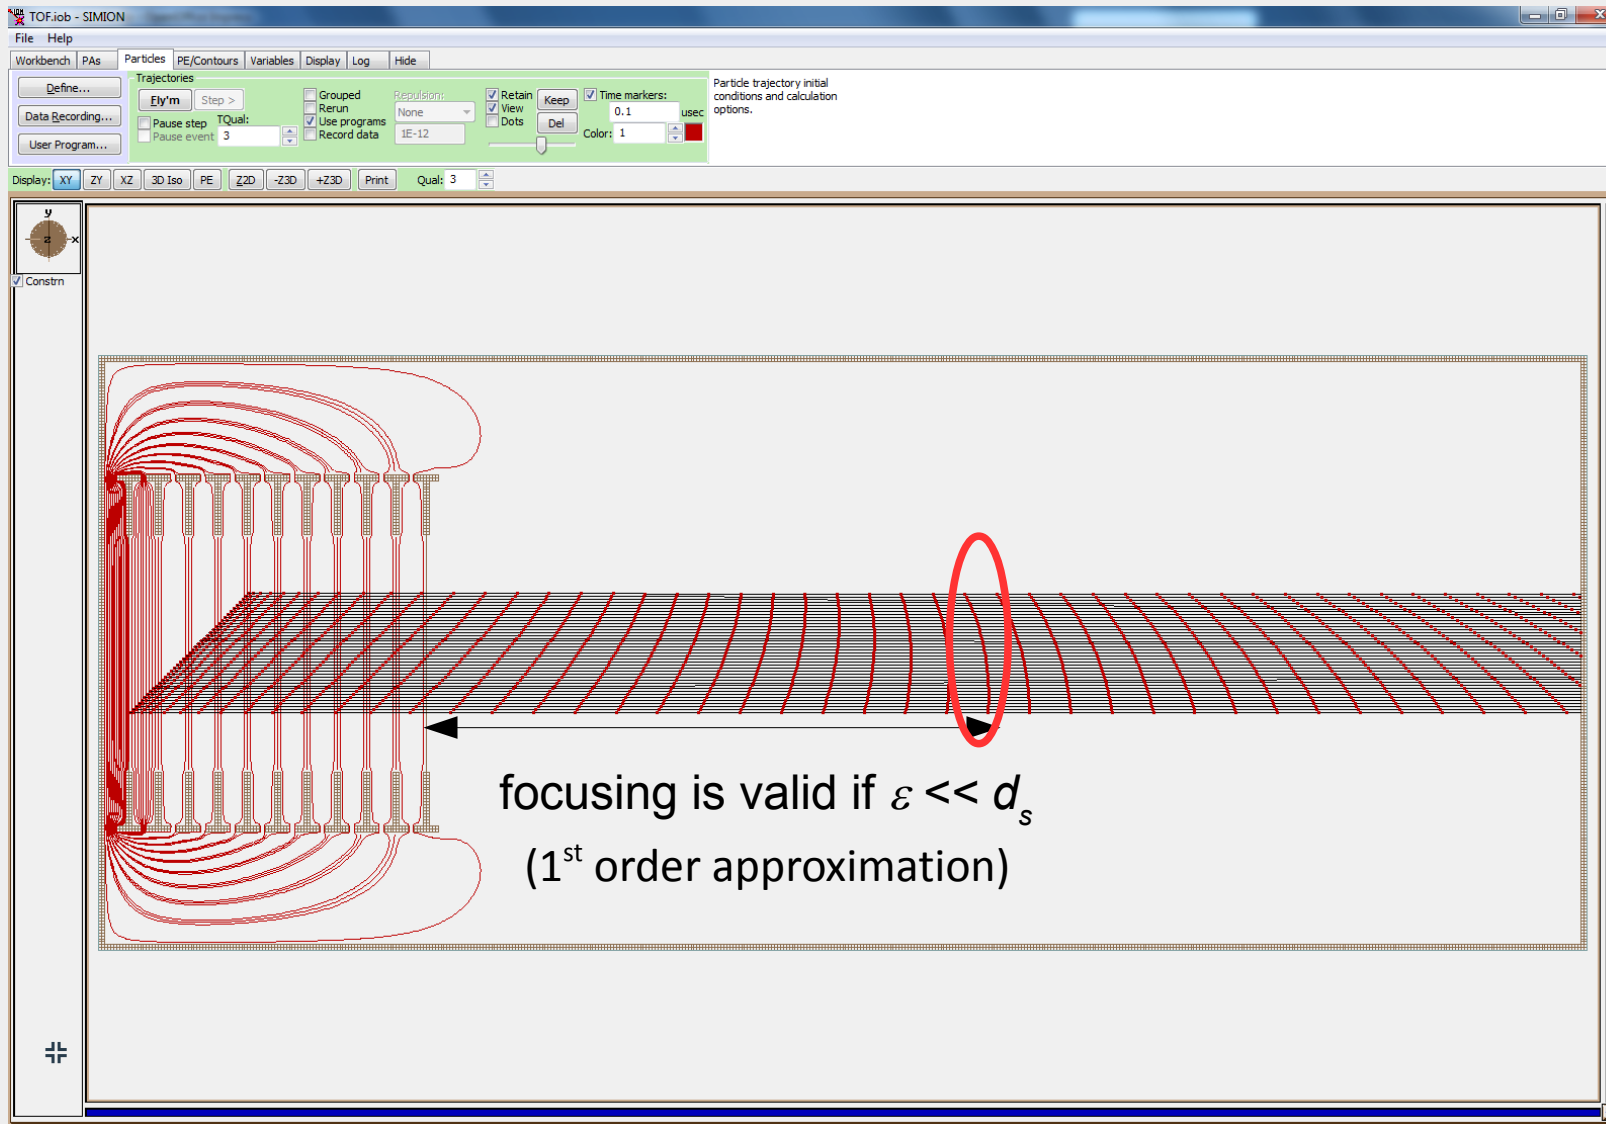 TOF.iob - SIMION
File Help
Workbench PAs Particles PE/Contours Variables Display Log Hide
Define...
Data Recording...
User Program...
Trajectories
Fly'm Step >
Pause step
Pause event
TQual:
3
Grouped
Rerun
Use programs
Record data
Repulsion:
None
1E-12
Retain
View
Dots
Keep
Del
Time markers:
0.1 usec
Color: 1
Particle trajectory initial
conditions and calculation
options.
Display: XY ZY XZ 3D Iso PE Z2D -Z3D +Z3D Print Qual: 3
y
z x
Constrn
focusing is valid if ε << dₛ
(1ˢᵗ order approximation)